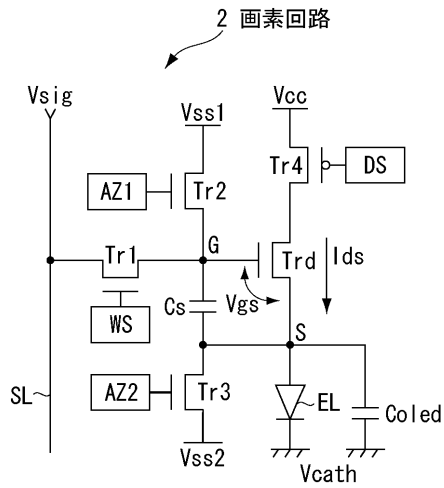 2 画素回路
Vsig
Vss1
Vcc
AZ1
Tr2
Tr4
DS
Tr1
G
Trd
Ids
WS
Cs
Vgs
S
SL
AZ2
Tr3
EL
Coled
Vss2
Vcath